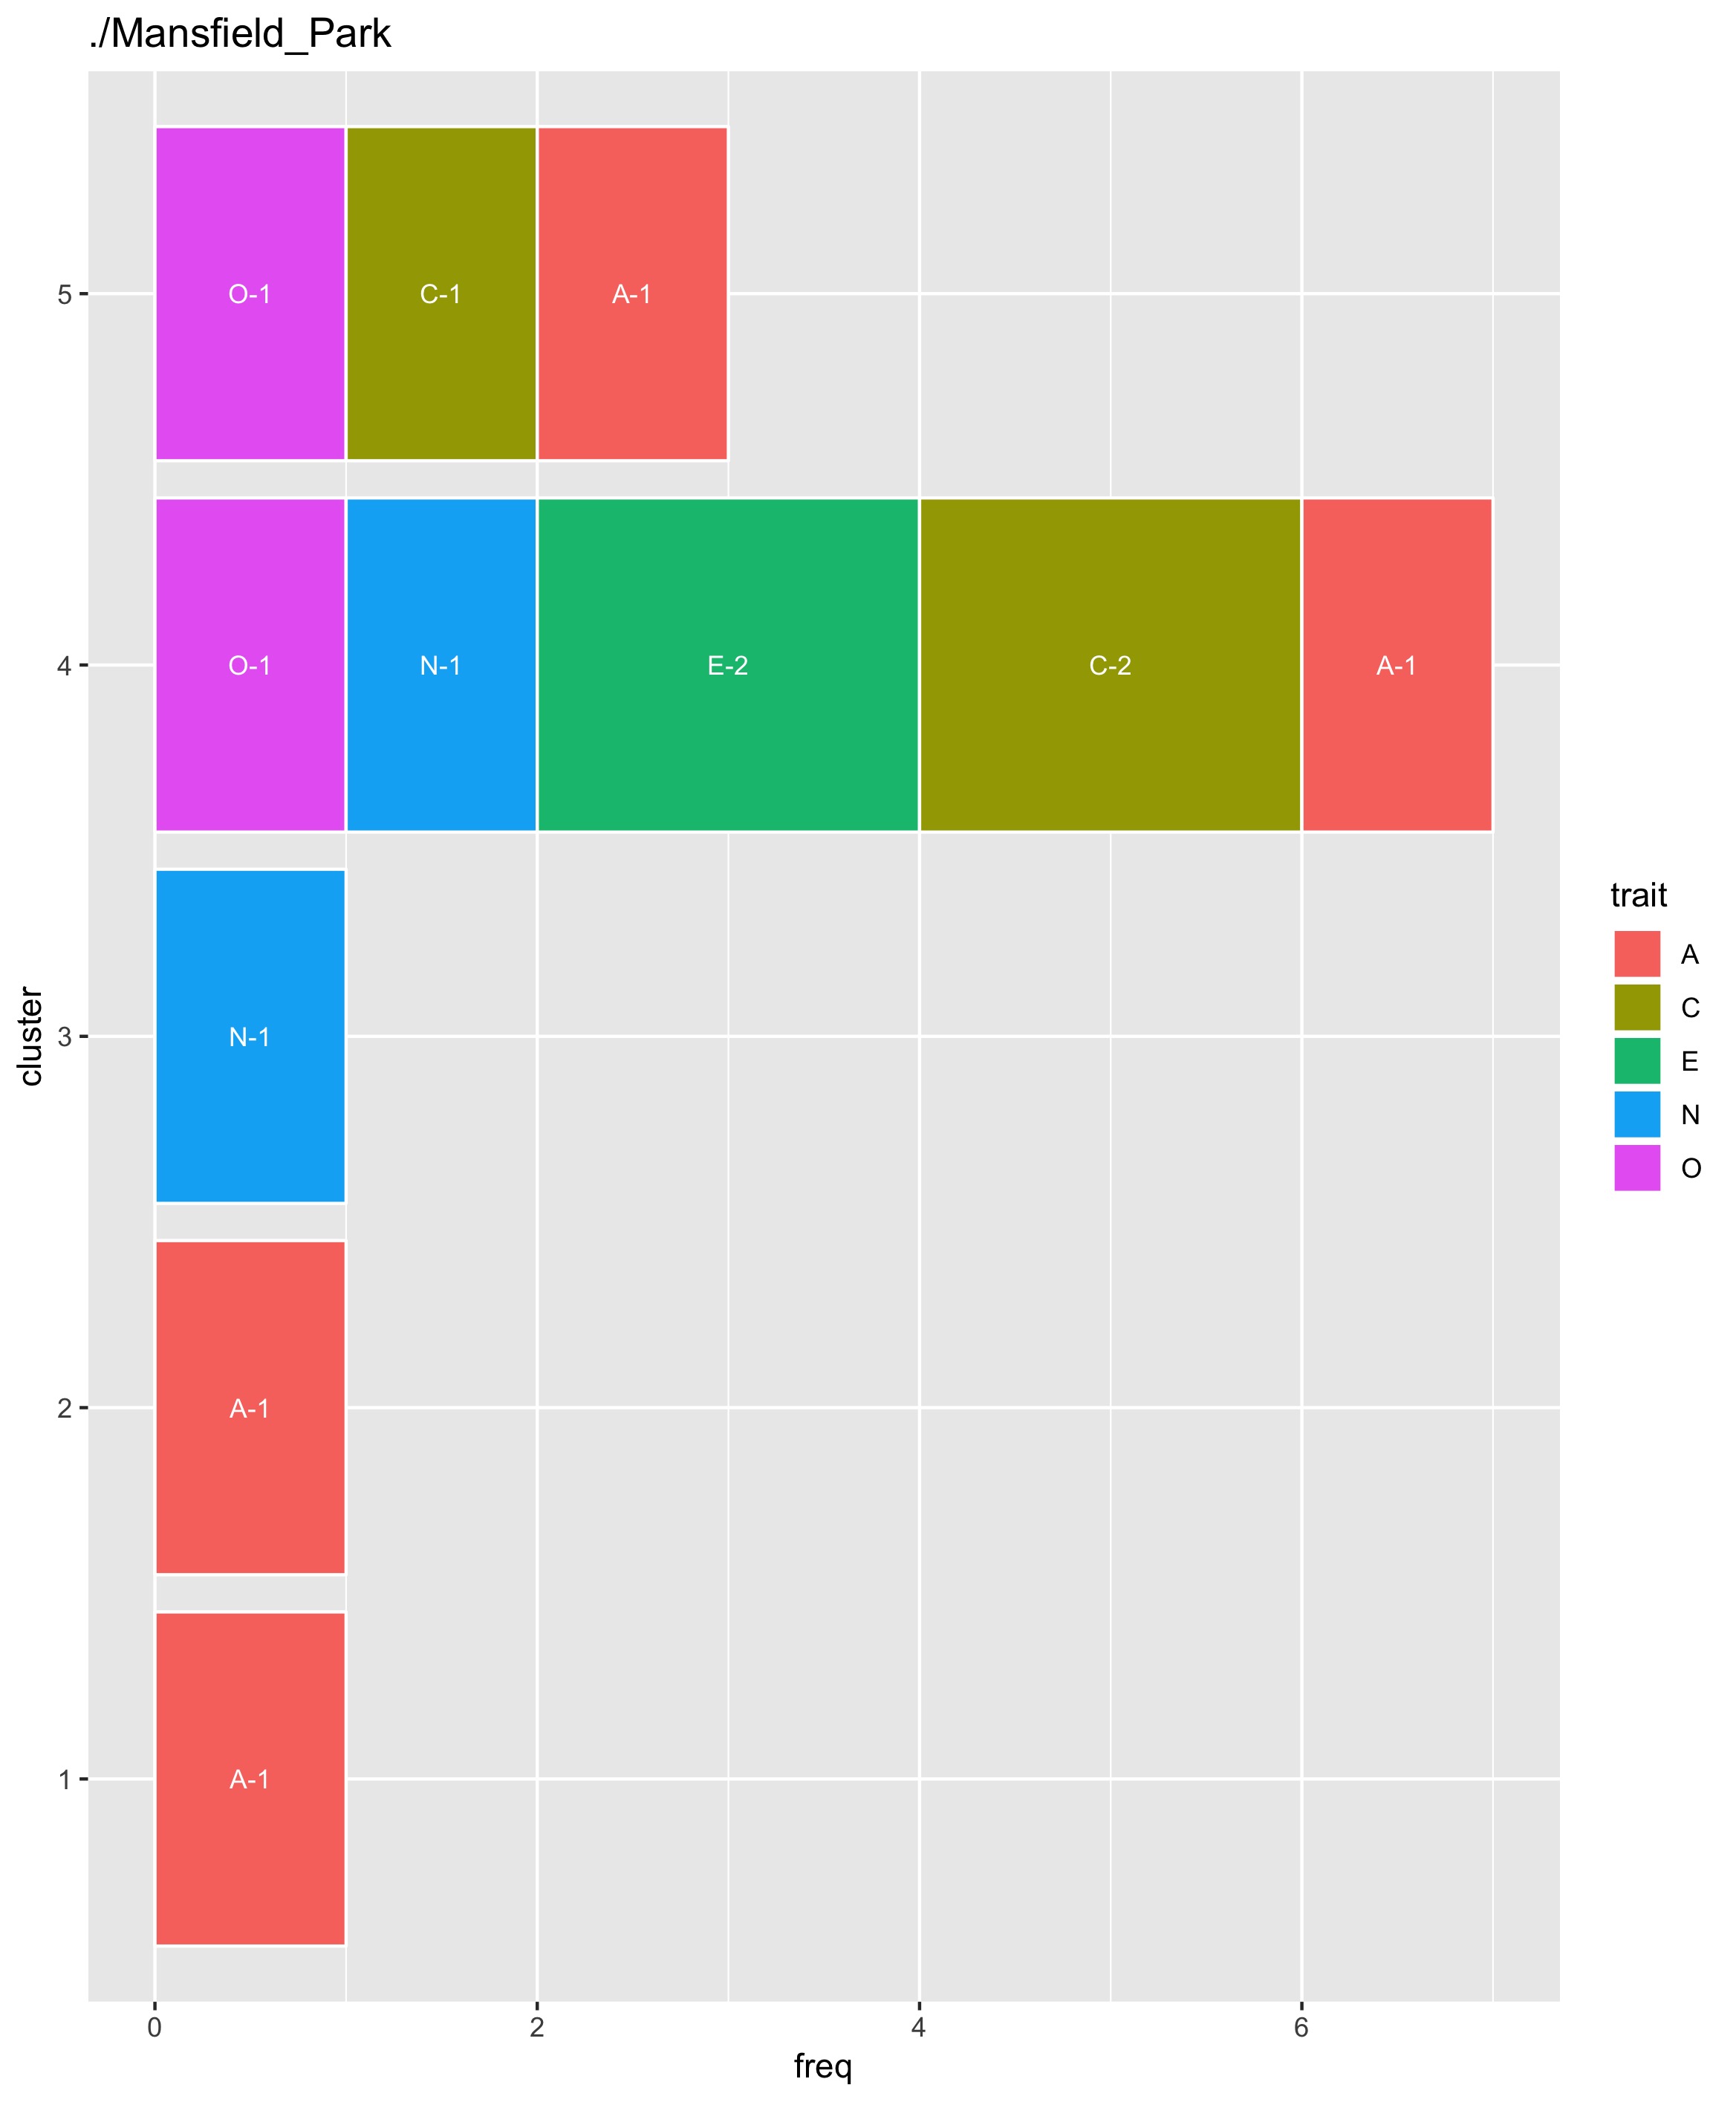 ./Mansfield_Park
5
O-1 C-1 A-1
4
O-1 N-1 E-2 C-2 A-1
3
N-1
2
A-1
1
A-1
cluster
0 2 4 6
freq
trait
A
C
E
N
O